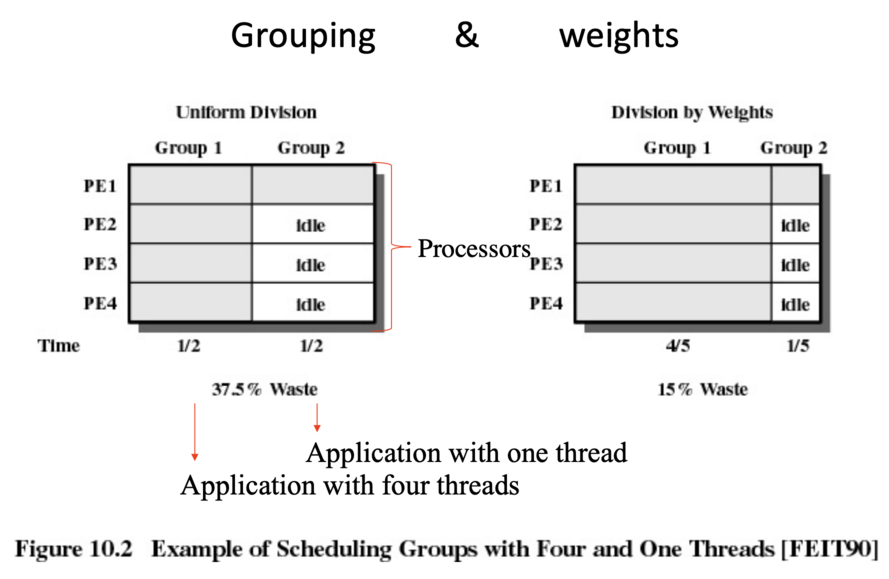 Grouping & weights
Uniform Division
Group 1 Group 2
PE1
PE2 Idle
PE3 Idle
PE4 Idle
Time 1/2 1/2
37.5% Waste
Processors
Division by Weights
Group 1 Group 2
PE1
PE2 Idle
PE3 Idle
PE4 Idle
4/5 1/5
15% Waste
Application with one thread
Application with four threads
Figure 10.2 Example of Scheduling Groups with Four and One Threads [FEIT90]